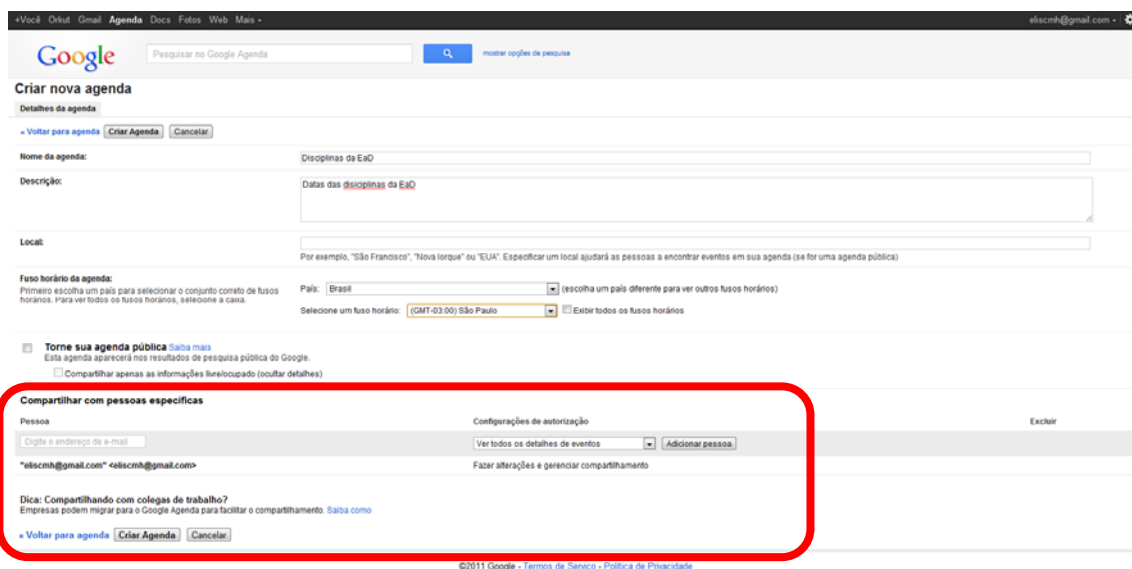 +Você Orkut Gmail Agenda Docs Fotos Web Mais eliscmh@gmail.com
Google Pesquisar no Google Agenda mostrar opções de pesquisa
Criar nova agenda
Detalhes da agenda
« Voltar para agenda Criar Agenda Cancelar
Nome da agenda: Disciplinas da EaD
Descrição: Datas das disiciplinas da EaD
Local:
Por exemplo, "São Francisco", "Nova Iorque" ou "EUA". Especificar um local ajudará as pessoas a encontrar eventos em sua agenda (se for uma agenda pública)
Fuso horário da agenda:
Primeiro escolha um país para selecionar o conjunto correto de fusos
horários. Para ver todos os fusos horários, selecione a caixa.
País: Brasil (escolha um país diferente para ver outros fusos horários)
Selecione um fuso horário: (GMT-03:00) São Paulo Exibir todos os fusos horários
Torne sua agenda pública Saiba mais
Esta agenda aparecerá nos resultados de pesquisa pública do Google.
Compartilhar apenas as informações livre/ocupado (ocultar detalhes)
Compartilhar com pessoas específicas
Pessoa Configurações de autorização Excluir
Digite o endereço de e-mail Ver todos os detalhes de eventos Adicionar pessoa
"eliscmh@gmail.com" <eliscmh@gmail.com> Fazer alterações e gerenciar compartilhamento
Dica: Compartilhando com colegas de trabalho?
Empresas podem migrar para o Google Agenda para facilitar o compartilhamento. Saiba como
« Voltar para agenda Criar Agenda Cancelar
©2011 Google - Termos de Serviço - Política de Privacidade